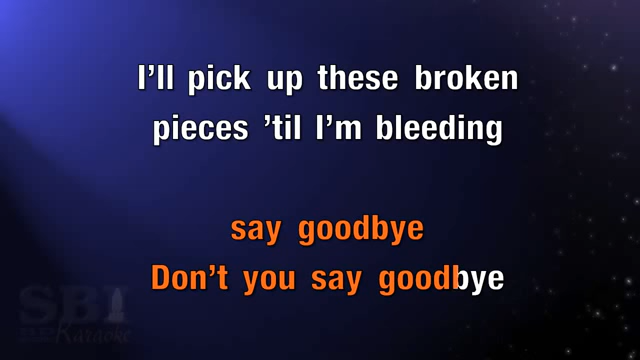 I'll pick up these broken
pieces 'til I'm bleeding
say goodbye
Don't you say goodbye
SBI
Karaoke